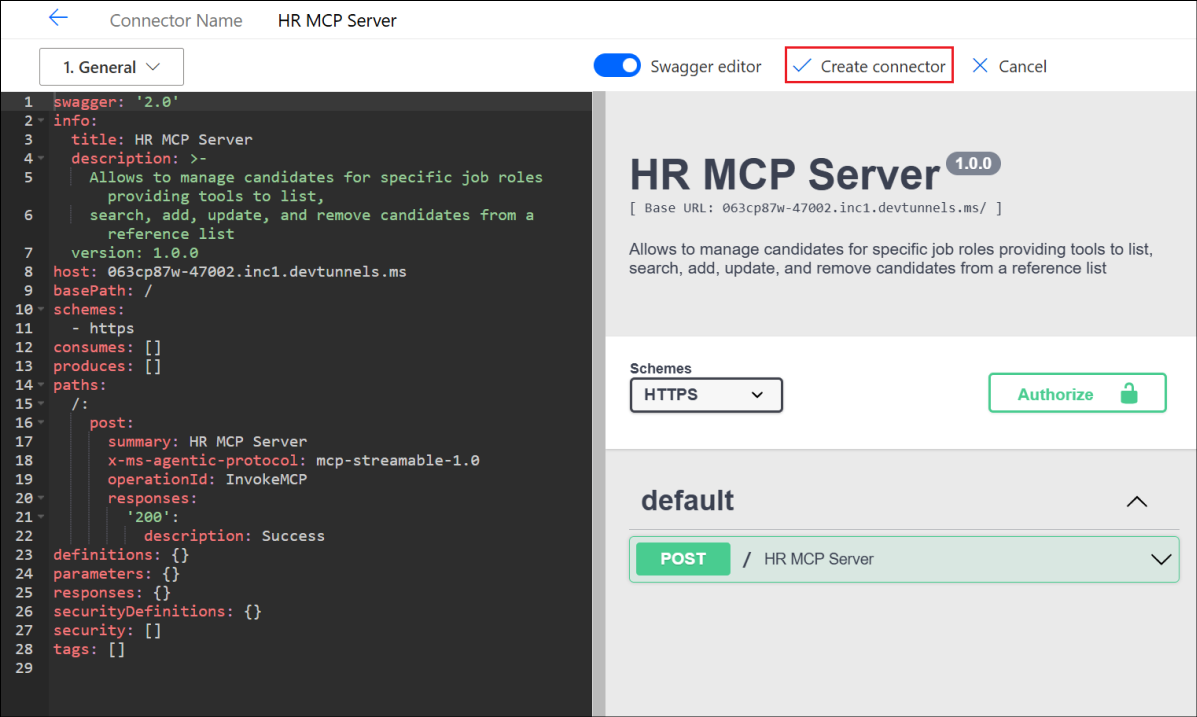 Connector Name HR MCP Server
1. General
Swagger editor
Create connector
Cancel
1 swagger: '2.0'
2 info:
3 title: HR MCP Server
4 description: >-
5 Allows to manage candidates for specific job roles
providing tools to list,
6 search, add, update, and remove candidates from a
reference list
7 version: 1.0.0
8 host: 063cp87w-47002.inc1.devtunnels.ms
9 basePath: /
10 schemes:
11 - https
12 consumes: []
13 produces: []
14 paths:
15 /:
16 post:
17 summary: HR MCP Server
18 x-ms-agentic-protocol: mcp-streamable-1.0
19 operationId: InvokeMCP
20 responses:
21 '200':
22 description: Success
23 definitions: {}
24 parameters: {}
25 responses: {}
26 securityDefinitions: {}
27 security: []
28 tags: []
29
HR MCP Server 1.0.0
[ Base URL: 063cp87w-47002.inc1.devtunnels.ms/ ]
Allows to manage candidates for specific job roles providing tools to list,
search, add, update, and remove candidates from a reference list
Schemes
HTTPS
Authorize
default
POST / HR MCP Server